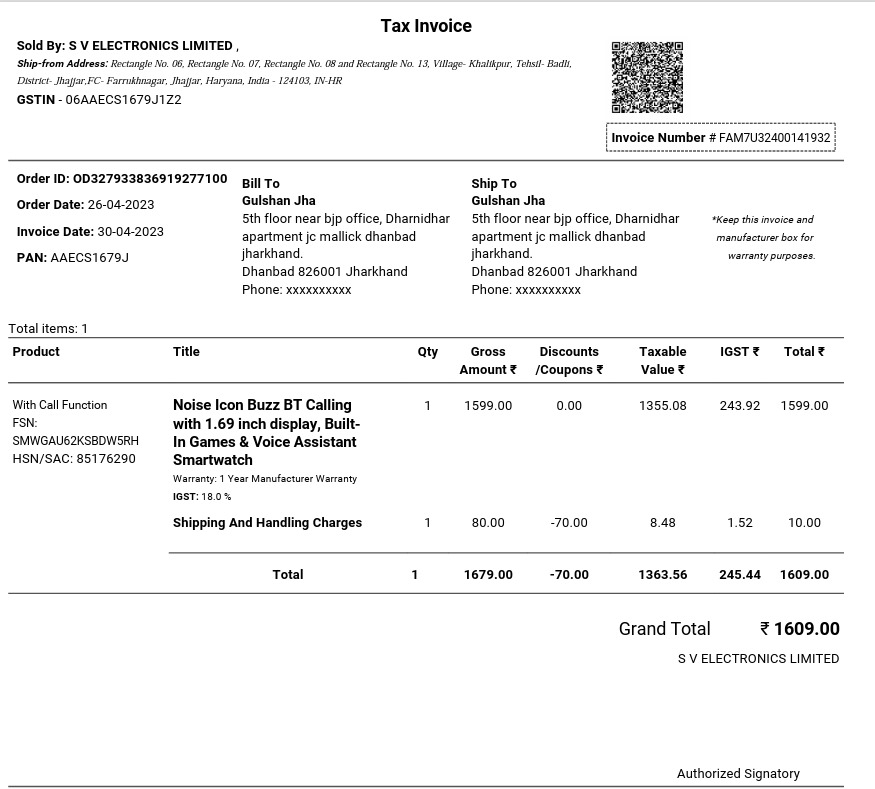 Tax Invoice
Sold By: S V ELECTRONICS LIMITED ,
Ship-from Address: Rectangle No. 06, Rectangle No. 07, Rectangle No. 08 and Rectangle No. 13, Village- Khalikpur, Tehsil- Badli,
District- Jhajjar,FC- Farrukhnagar, Jhajjar, Haryana, India - 124103, IN-HR
GSTIN - 06AAECS1679J1Z2
Invoice Number # FAM7U32400141932
Order ID: OD327933836919277100
Order Date: 26-04-2023
Invoice Date: 30-04-2023
PAN: AAECS1679J
Bill To
Gulshan Jha
5th floor near bjp office, Dharnidhar
apartment jc mallick dhanbad
jharkhand.
Dhanbad 826001 Jharkhand
Phone: xxxxxxxxxx
Ship To
Gulshan Jha
5th floor near bjp office, Dharnidhar
apartment jc mallick dhanbad
jharkhand.
Dhanbad 826001 Jharkhand
Phone: xxxxxxxxxx
*Keep this invoice and
manufacturer box for
warranty purposes.
Total items: 1
Product Title Qty Gross Amount ₹ Discounts /Coupons ₹ Taxable Value ₹ IGST ₹ Total ₹
With Call Function
FSN:
SMWGAU62KSBDW5RH
HSN/SAC: 85176290
Noise Icon Buzz BT Calling
with 1.69 inch display, Built-
In Games & Voice Assistant
Smartwatch
Warranty: 1 Year Manufacturer Warranty
IGST: 18.0 %
1 1599.00 0.00 1355.08 243.92 1599.00
Shipping And Handling Charges 1 80.00 -70.00 8.48 1.52 10.00
Total 1 1679.00 -70.00 1363.56 245.44 1609.00
Grand Total ₹ 1609.00
S V ELECTRONICS LIMITED
Authorized Signatory